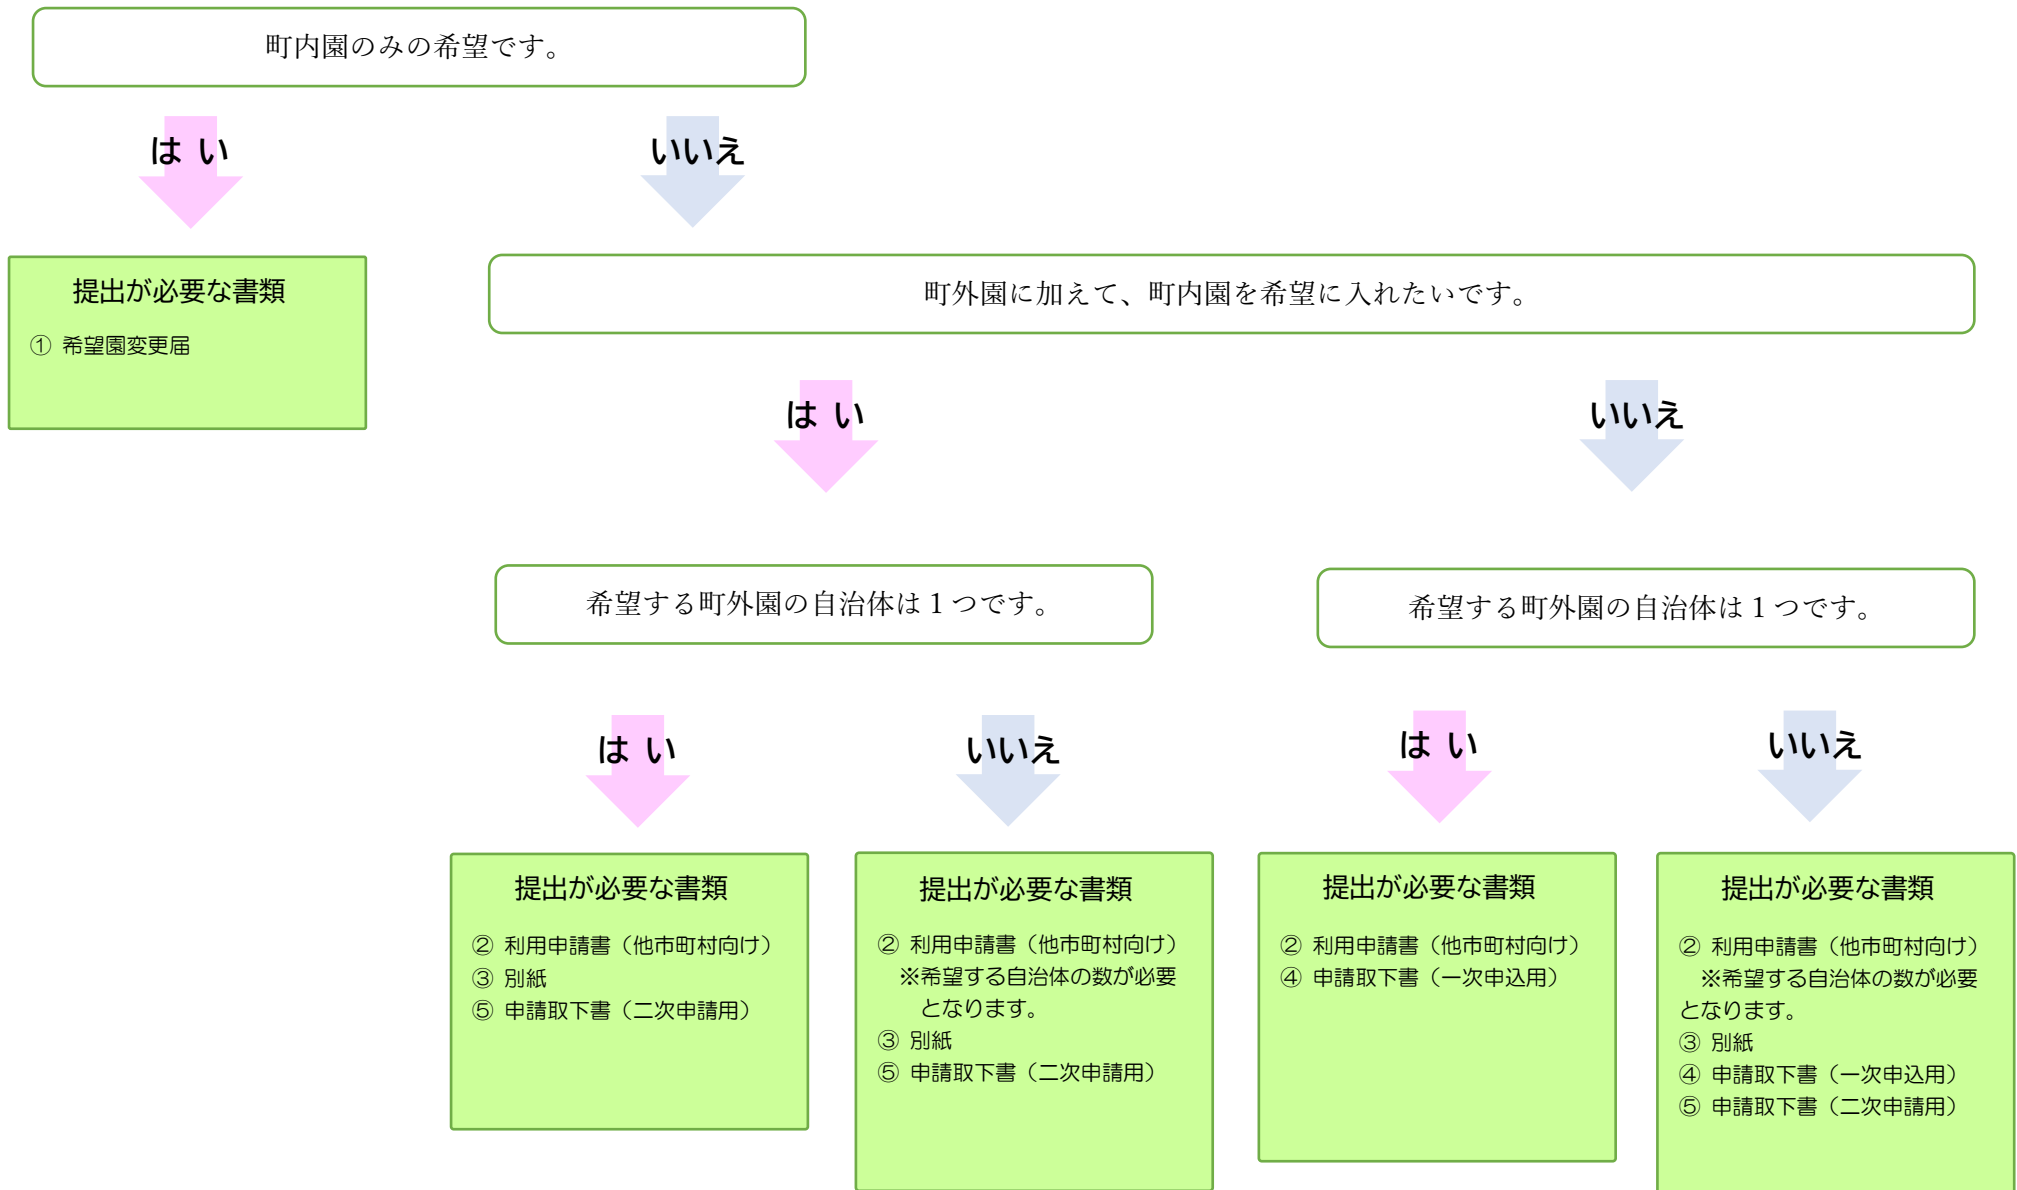 町内園のみの希望です。
は い
いいえ
提出が必要な書類
① 希望園変更届
町外園に加えて、町内園を希望に入れたいです。
は い
いいえ
希望する町外園の自治体は１つです。
希望する町外園の自治体は１つです。
は い
いいえ
は い
いいえ
提出が必要な書類
② 利用申請書（他市町村向け）
③ 別紙
⑤ 申請取下書（二次申請用）
提出が必要な書類
② 利用申請書（他市町村向け）
※希望する自治体の数が必要
となります。
③ 別紙
⑤ 申請取下書（二次申請用）
提出が必要な書類
② 利用申請書（他市町村向け）
④ 申請取下書（一次申込用）
提出が必要な書類
② 利用申請書（他市町村向け）
※希望する自治体の数が必要
となります。
③ 別紙
④ 申請取下書（一次申込用）
⑤ 申請取下書（二次申請用）